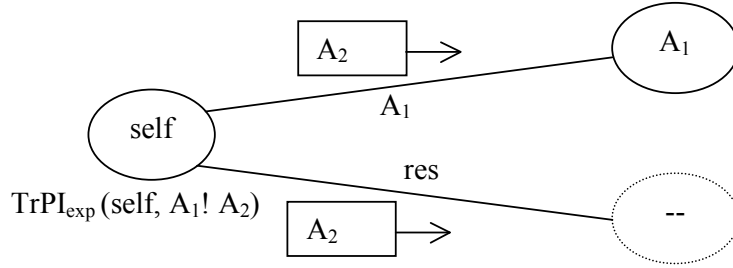 A₂
A₁
A₁
self
res
TrPIexp (self, A₁! A₂)
A₂
--